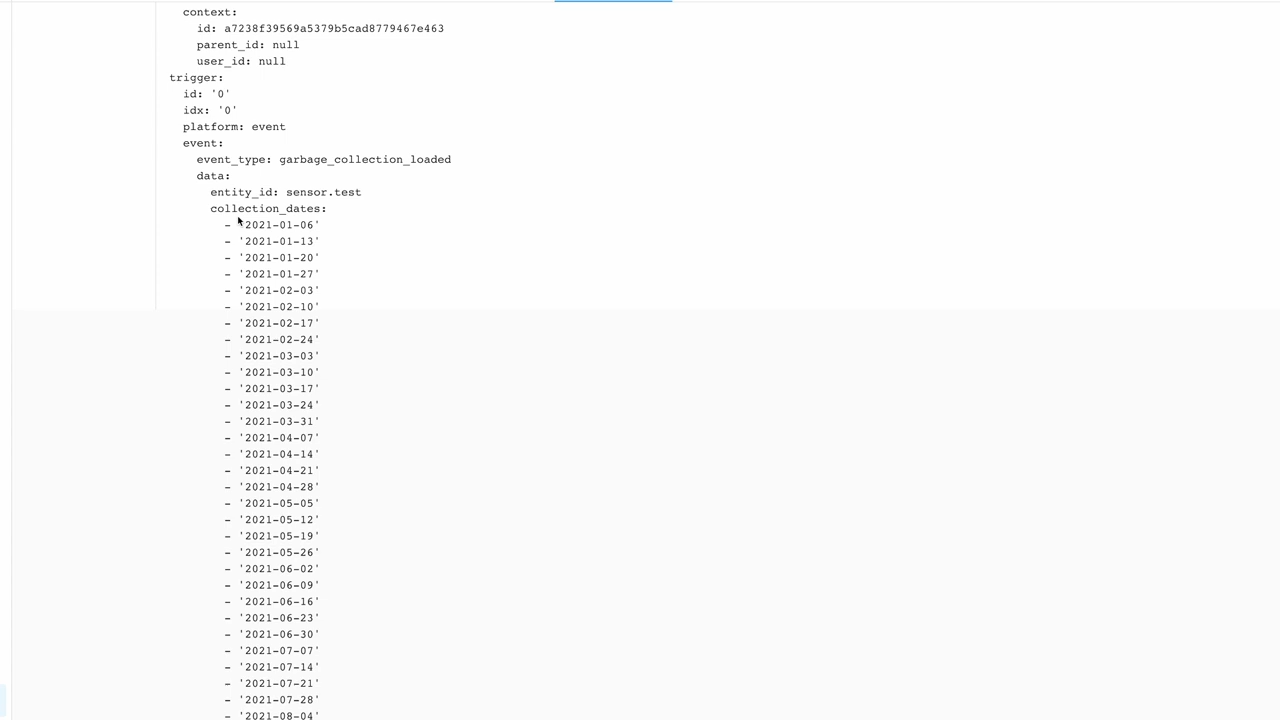 context:
id: a7238f39569a5379b5cad8779467e463
parent_id: null
user_id: null
trigger:
id: '0'
idx: '0'
platform: event
event:
event_type: garbage_collection_loaded
data:
entity_id: sensor.test
collection_dates:
- '2021-01-06'
- '2021-01-13'
- '2021-01-20'
- '2021-01-27'
- '2021-02-03'
- '2021-02-10'
- '2021-02-17'
- '2021-02-24'
- '2021-03-03'
- '2021-03-10'
- '2021-03-17'
- '2021-03-24'
- '2021-03-31'
- '2021-04-07'
- '2021-04-14'
- '2021-04-21'
- '2021-04-28'
- '2021-05-05'
- '2021-05-12'
- '2021-05-19'
- '2021-05-26'
- '2021-06-02'
- '2021-06-09'
- '2021-06-16'
- '2021-06-23'
- '2021-06-30'
- '2021-07-07'
- '2021-07-14'
- '2021-07-21'
- '2021-07-28'
- '2021-08-04'